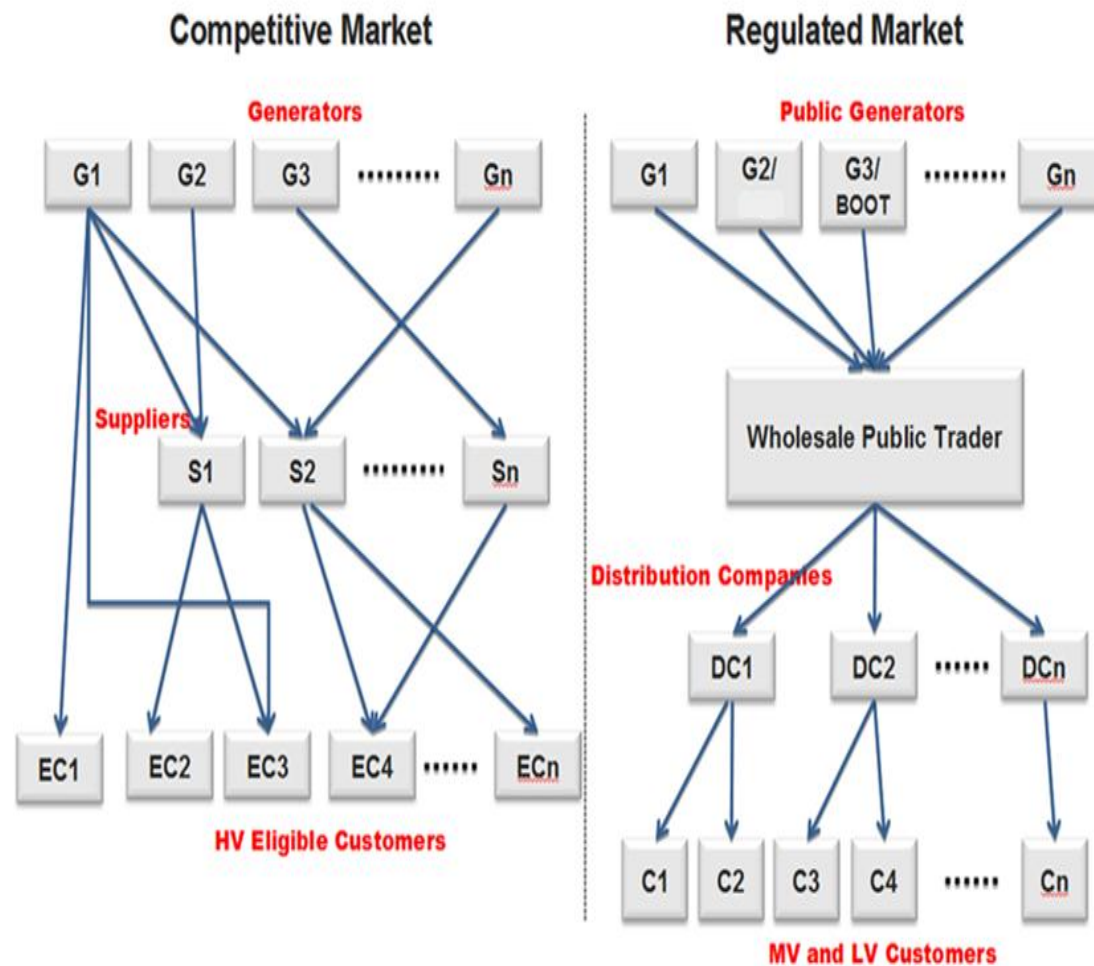 Competitive Market
Regulated Market
Generators
G1 G2 G3 ......... Gn
Suppliers
S1 S2 ......... Sn
EC1 EC2 EC3 EC4 ...... ECn
HV Eligible Customers
Public Generators
G1 G2/ G3/ ......... Gn
BOOT
Wholesale Public Trader
Distribution Companies
DC1 DC2 ...... DCn
C1 C2 C3 C4 ...... Cn
MV and LV Customers